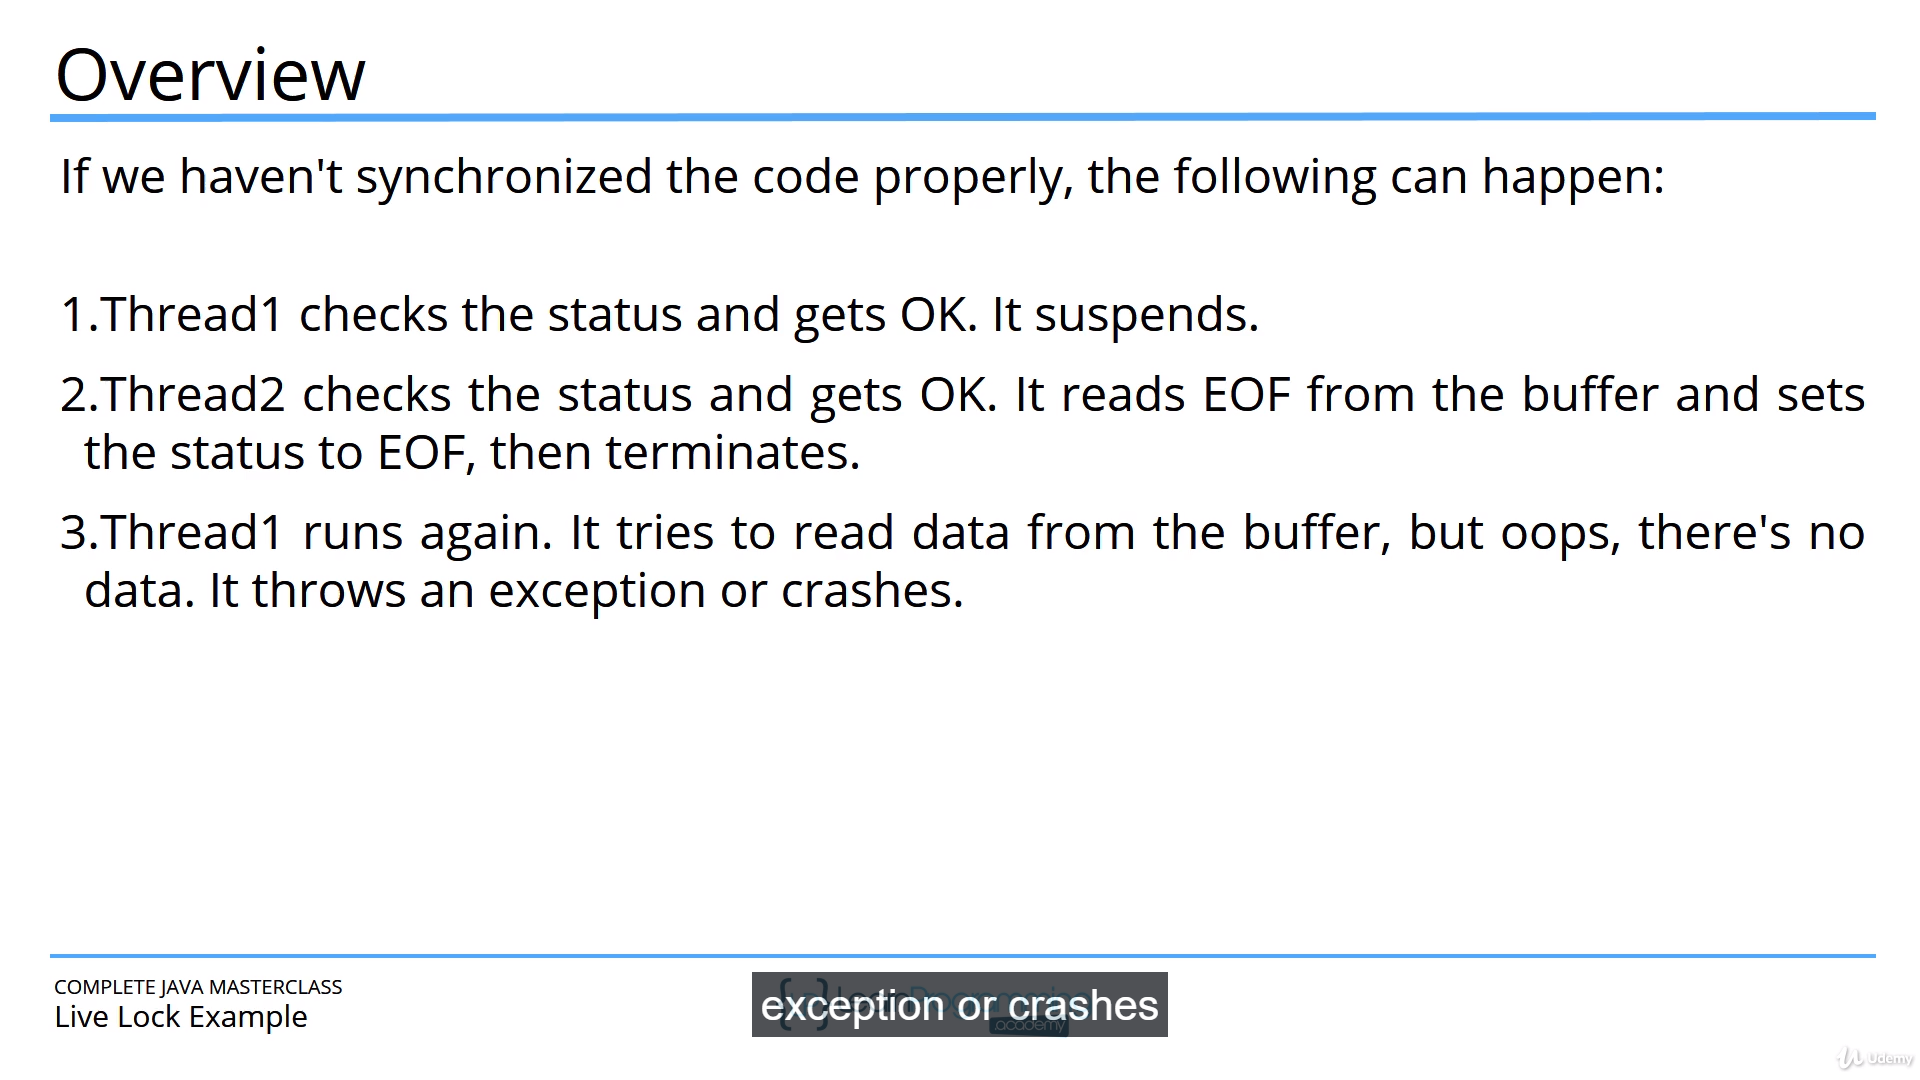 Overview
If we haven't synchronized the code properly, the following can happen:
1.Thread1 checks the status and gets OK. It suspends.
2.Thread2 checks the status and gets OK. It reads EOF from the buffer and sets
the status to EOF, then terminates.
3.Thread1 runs again. It tries to read data from the buffer, but oops, there's no
data. It throws an exception or crashes.
COMPLETE JAVA MASTERCLASS
Live Lock Example
exception or crashes
academy
Udemy